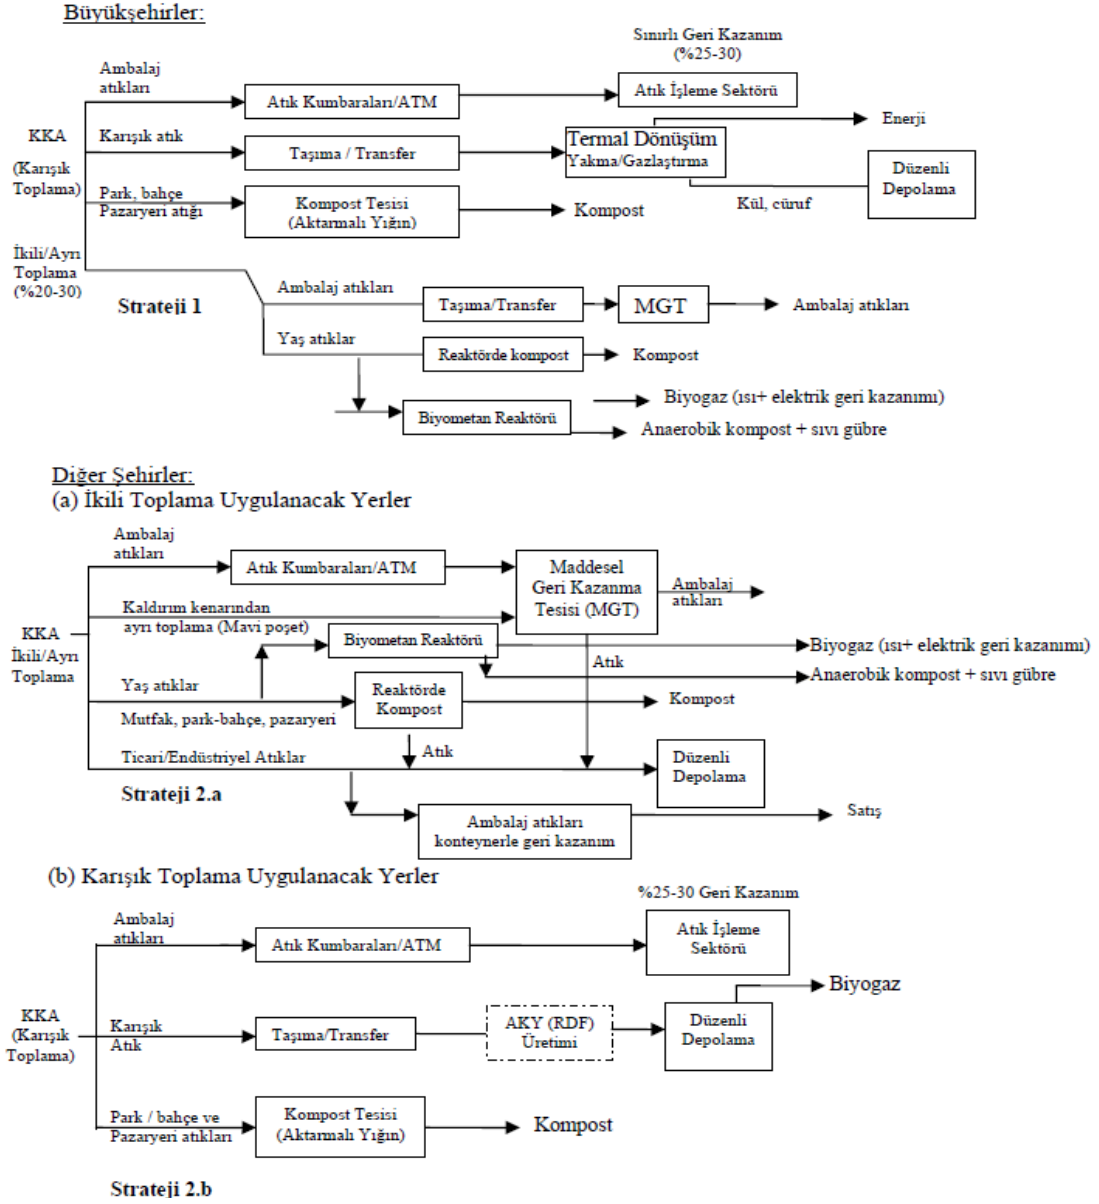 Büyükşehirler:
Sınırlı Geri Kazanım
(%25-30)
Ambalaj
atıkları
Atık Kumbaraları/ATM
Atık İşleme Sektörü
KKA
(Karışık
Toplama)
Karışık atık
Taşıma / Transfer
Termal Dönüşüm
Yakma/Gazlaştırma
Enerji
Düzenli
Depolama
Kül, cüruf
Park, bahçe
Pazaryeri atığı
Kompost Tesisi
(Aktarmalı Yığın)
Kompost
İkili/Ayrı
Toplama
(%20-30)
Strateji 1
Ambalaj atıkları
Taşıma/Transfer
MGT
Ambalaj atıkları
Yaş atıklar
Reaktörde kompost
Kompost
Biyometan Reaktörü
Biyogaz (ısı+ elektrik geri kazanımı)
Anaerobik kompost + sıvı gübre
Diğer Şehirler:
(a) İkili Toplama Uygulanacak Yerler
Ambalaj
atıkları
Atık Kumbaraları/ATM
Maddesel
Geri Kazanma
Tesisi (MGT)
Ambalaj
atıkları
Kaldırım kenarından
ayrı toplama (Mavi poşet)
KKA
İkili/Ayrı
Toplama
Biyometan Reaktörü
Biyogaz (ısı+ elektrik geri kazanımı)
Atık
Anaerobik kompost + sıvı gübre
Yaş atıklar
Mutfak, park-bahçe, pazaryeri
Reaktörde
Kompost
Kompost
Ticari/Endüstriyel Atıklar
Atık
Düzenli
Depolama
Strateji 2.a
Ambalaj atıkları
konteynerle geri kazanım
Satış
(b) Karışık Toplama Uygulanacak Yerler
%25-30 Geri Kazanım
Ambalaj
atıkları
Atık Kumbaraları/ATM
Atık İşleme
Sektörü
Biyogaz
KKA
(Karışık
Toplama)
Karışık
Atık
Taşıma/Transfer
AKY (RDF)
Üretimi
Düzenli
Depolama
Park / bahçe ve
Pazaryeri atıkları
Kompost Tesisi
(Aktarmalı Yığın)
Kompost
Strateji 2.b